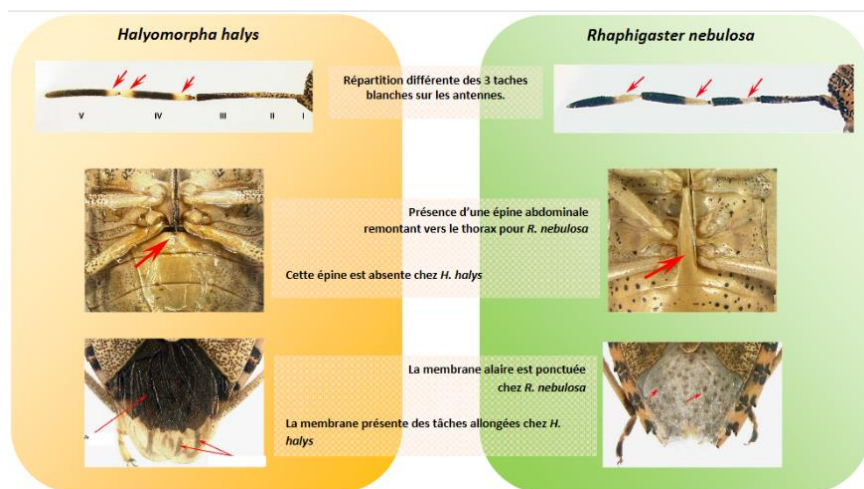 Halyomorpha halys
Rhaphigaster nebulosa
Répartition différente des 3 taches
blanches sur les antennes.
V IV III II I
Présence d'une épine abdominale
remontant vers le thorax pour R. nebulosa
Cette épine est absente chez H. halys
La membrane alaire est ponctuée
chez R. nebulosa
La membrane présente des tâches allongées chez H.
halys